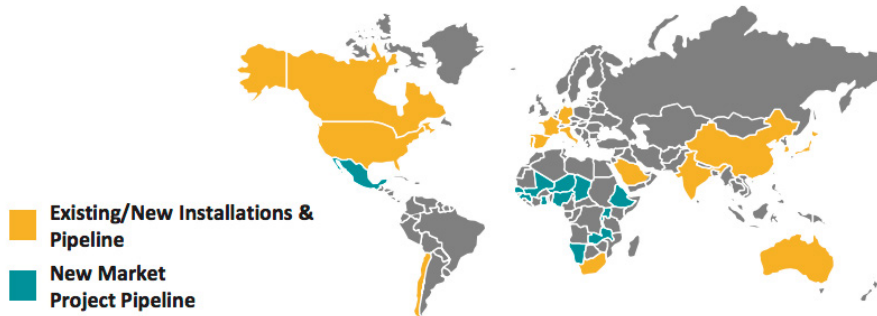 Existing/New Installations &
Pipeline
New Market
Project Pipeline